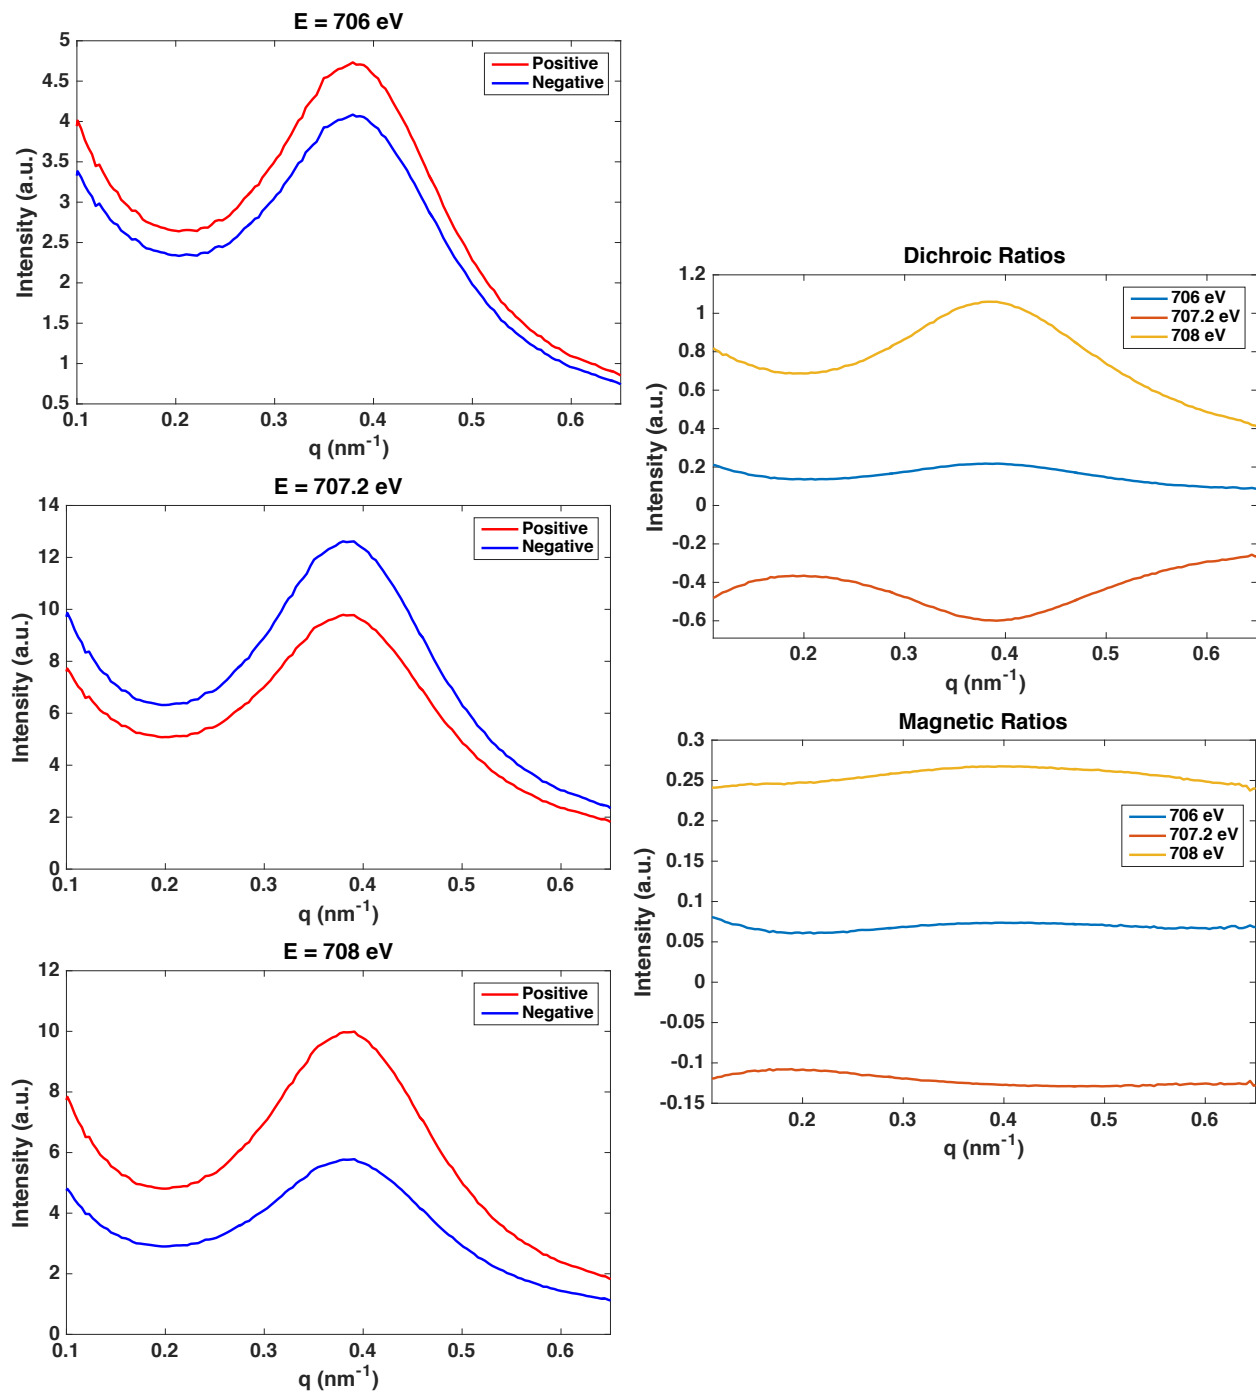 E = 706 eV
5
4.5
4
3.5
3
2.5
2
1.5
1
0.5
Intensity (a.u.)
Positive
Negative
0.1 0.2 0.3 0.4 0.5 0.6
q (nm-1)
E = 707.2 eV
14
12
10
8
6
4
2
0
Intensity (a.u.)
Positive
Negative
0.1 0.2 0.3 0.4 0.5 0.6
q (nm-1)
E = 708 eV
12
10
8
6
4
2
0
Intensity (a.u.)
Positive
Negative
0.1 0.2 0.3 0.4 0.5 0.6
q (nm-1)
Dichroic Ratios
1.2
1
0.8
0.6
0.4
0.2
0
-0.2
-0.4
-0.6
Intensity (a.u.)
706 eV
707.2 eV
708 eV
0.2 0.3 0.4 0.5 0.6
q (nm-1)
Magnetic Ratios
0.3
0.25
0.2
0.15
0.1
0.05
0
-0.05
-0.1
-0.15
Intensity (a.u.)
706 eV
707.2 eV
708 eV
0.2 0.3 0.4 0.5 0.6
q (nm-1)